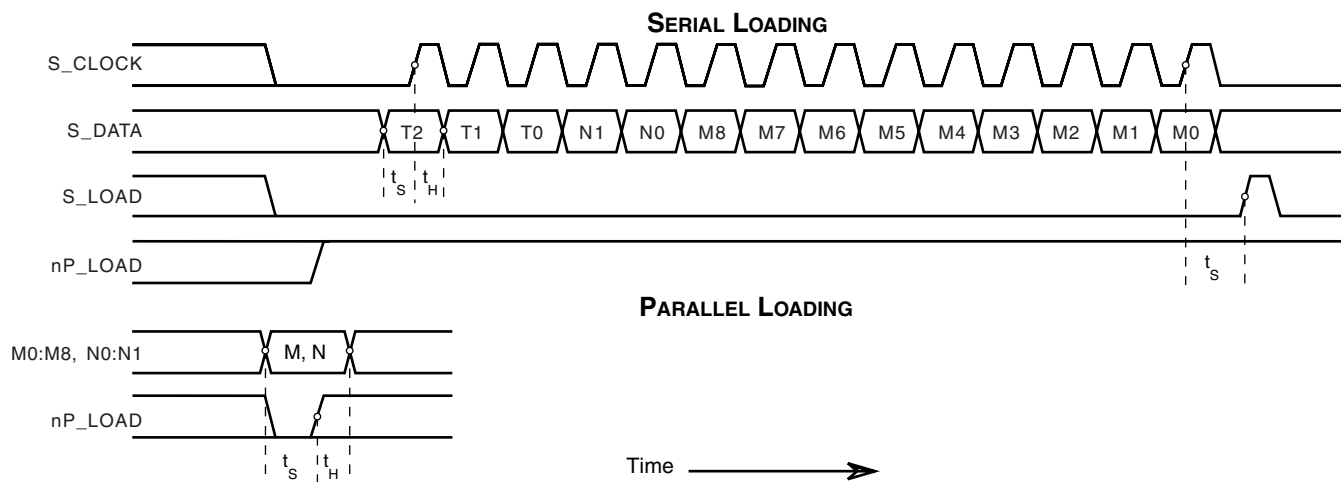 SERIAL LOADING
S_CLOCK
S_DATA T2 T1 T0 N1 N0 M8 M7 M6 M5 M4 M3 M2 M1 M0
tS tH
S_LOAD
nP_LOAD
tS
PARALLEL LOADING
M0:M8, N0:N1 M, N
nP_LOAD
tS tH
Time